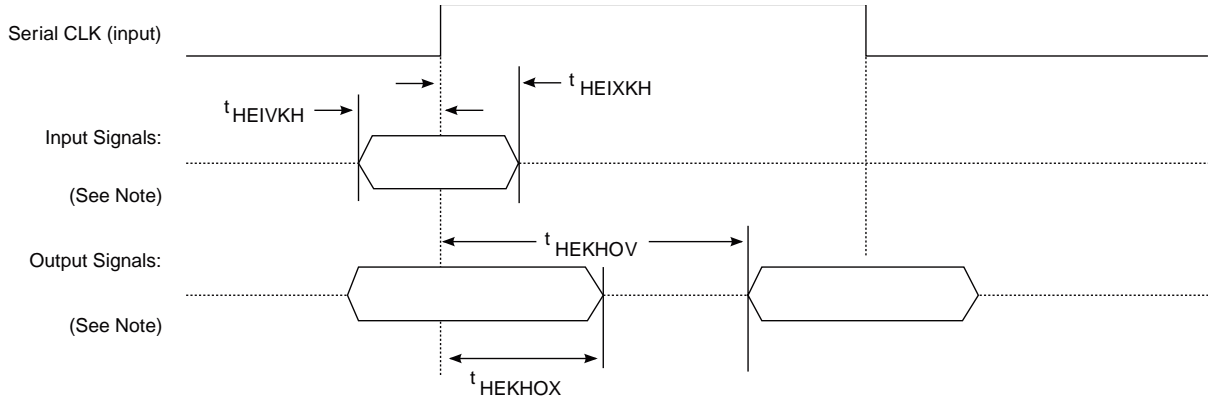 Serial CLK (input)
t HEIXKH
t HEIVKH
Input Signals:
(See Note)
t HEKHOV
Output Signals:
(See Note)
t HEKHOX